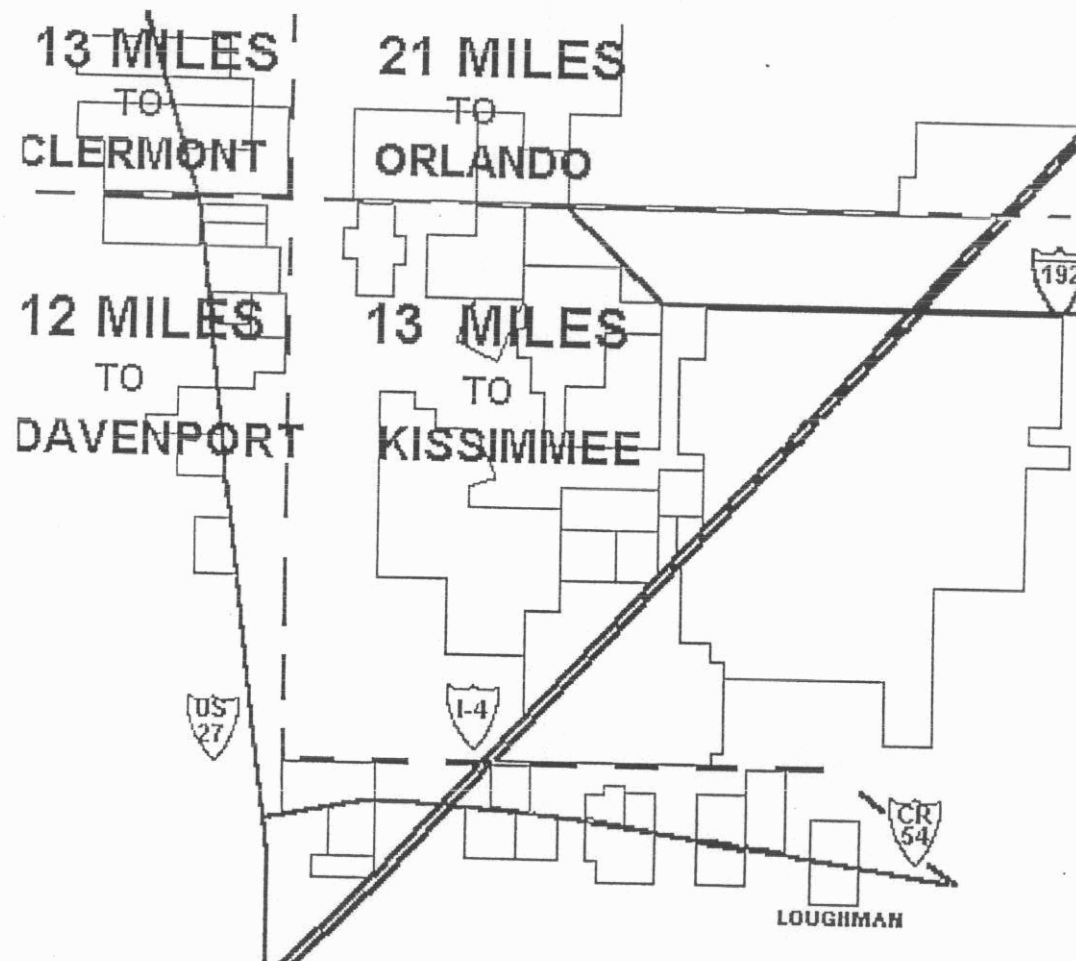 13 MILES
TO
CLERMONT
21 MILES
TO
ORLANDO
192
12 MILES
TO
DAVENPORT
13 MILES
TO
KISSIMMEE
US
27
I-4
CR
54
LOUGHMAN